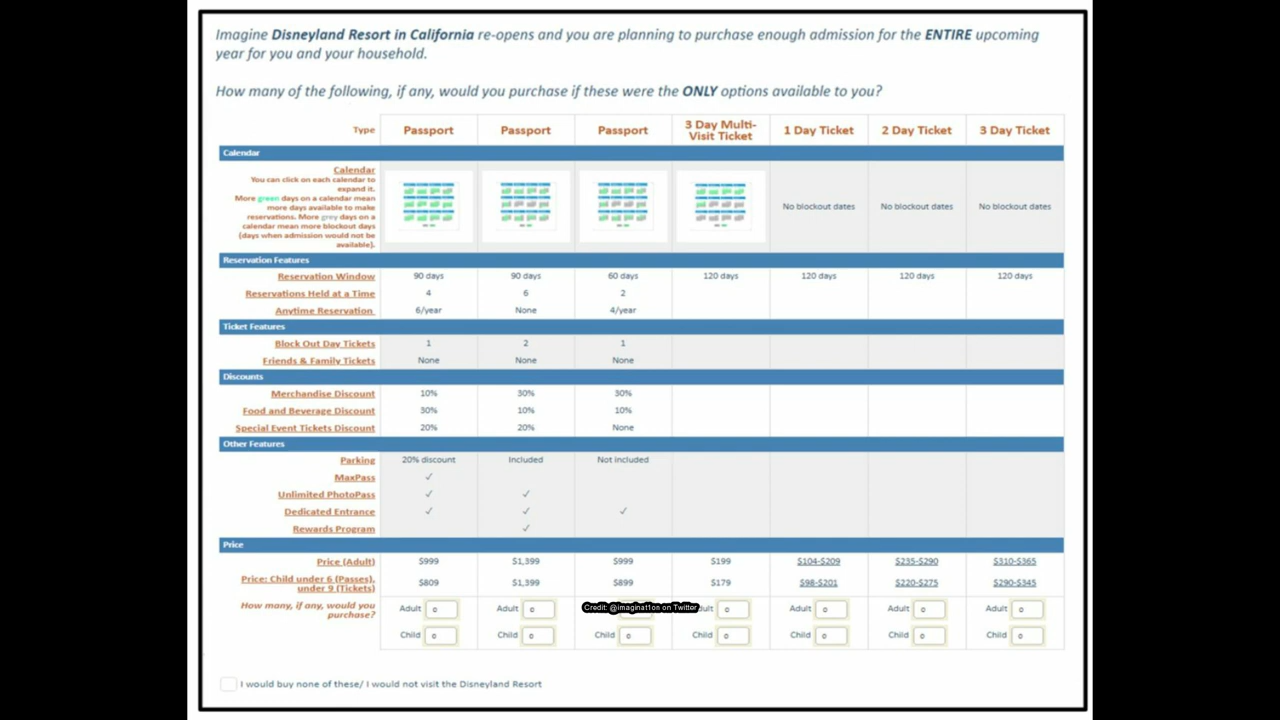 Imagine Disneyland Resort in California re-opens and you are planning to purchase enough admission for the ENTIRE upcoming
year for you and your household.
How many of the following, if any, would you purchase if these were the ONLY options available to you?
Type Passport Passport Passport 3 Day Multi-Visit Ticket 1 Day Ticket 2 Day Ticket 3 Day Ticket
Calendar
Calendar
You can click on each calendar to
expand it.
More green days on a calendar mean
more days available to make
reservations. More grey days on a
calendar mean more blockout days
(days when admission would not be
available).
No blockout dates No blockout dates No blockout dates
Reservation Features
Reservation Window 90 days 90 days 60 days 120 days 120 days 120 days 120 days
Reservations Held at a Time 4 6 2
Anytime Reservation 6/year None 4/year
Ticket Features
Block Out Day Tickets 1 2 1
Friends & Family Tickets None None None
Discounts
Merchandise Discount 10% 30% 30%
Food and Beverage Discount 30% 10% 10%
Special Event Tickets Discount 20% 20% None
Other Features
Parking 20% discount Included Not included
MaxPass ✓
Unlimited PhotoPass ✓ ✓
Dedicated Entrance ✓ ✓ ✓
Rewards Program ✓
Price
Price (Adult) $999 $1,399 $999 $199 $104-$209 $235-$290 $310-$365
Price: Child under 6 (Passes),
under 9 (Tickets) $809 $1,399 $899 $179 $98-$201 $220-$275 $290-$345
How many, if any, would you
purchase?
Adult 0 Adult 0 Credit: @imaginat1on on Twitter dult 0 Adult 0 Adult 0 Adult 0
Child 0 Child 0 Child 0 Child 0 Child 0 Child 0 Child 0
I would buy none of these/ I would not visit the Disneyland Resort